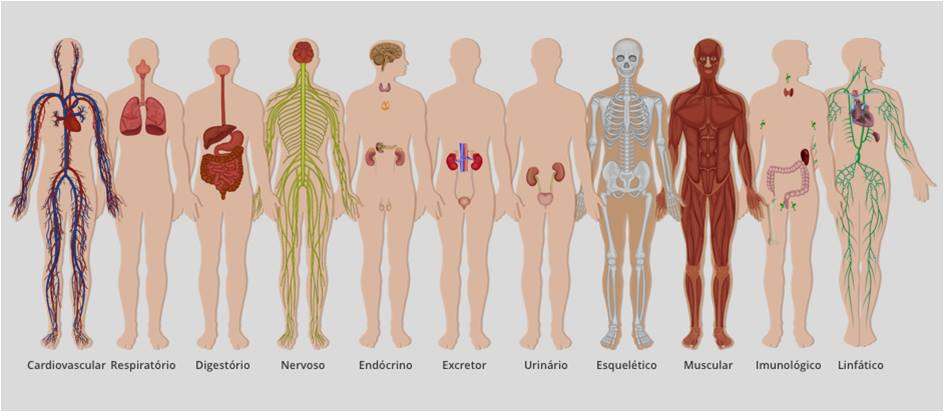 Cardiovascular Respiratório Digestório Nervoso Endócrino Excretor Urinário Esquelético Muscular Imunológico Linfático